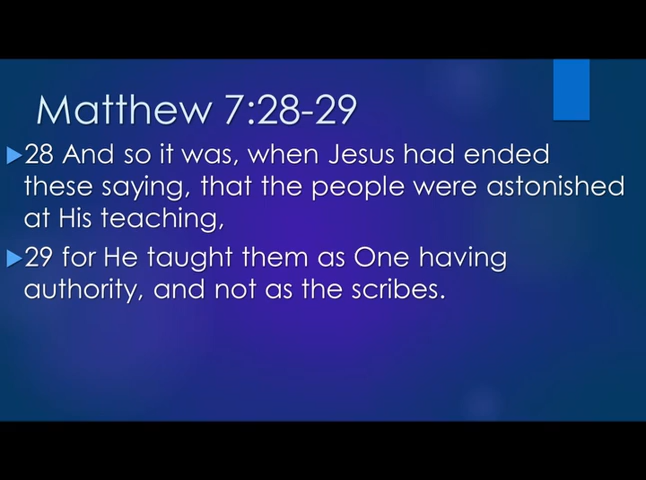 Matthew 7:28-29
28 And so it was, when Jesus had ended
these saying, that the people were astonished
at His teaching,
29 for He taught them as One having
authority, and not as the scribes.